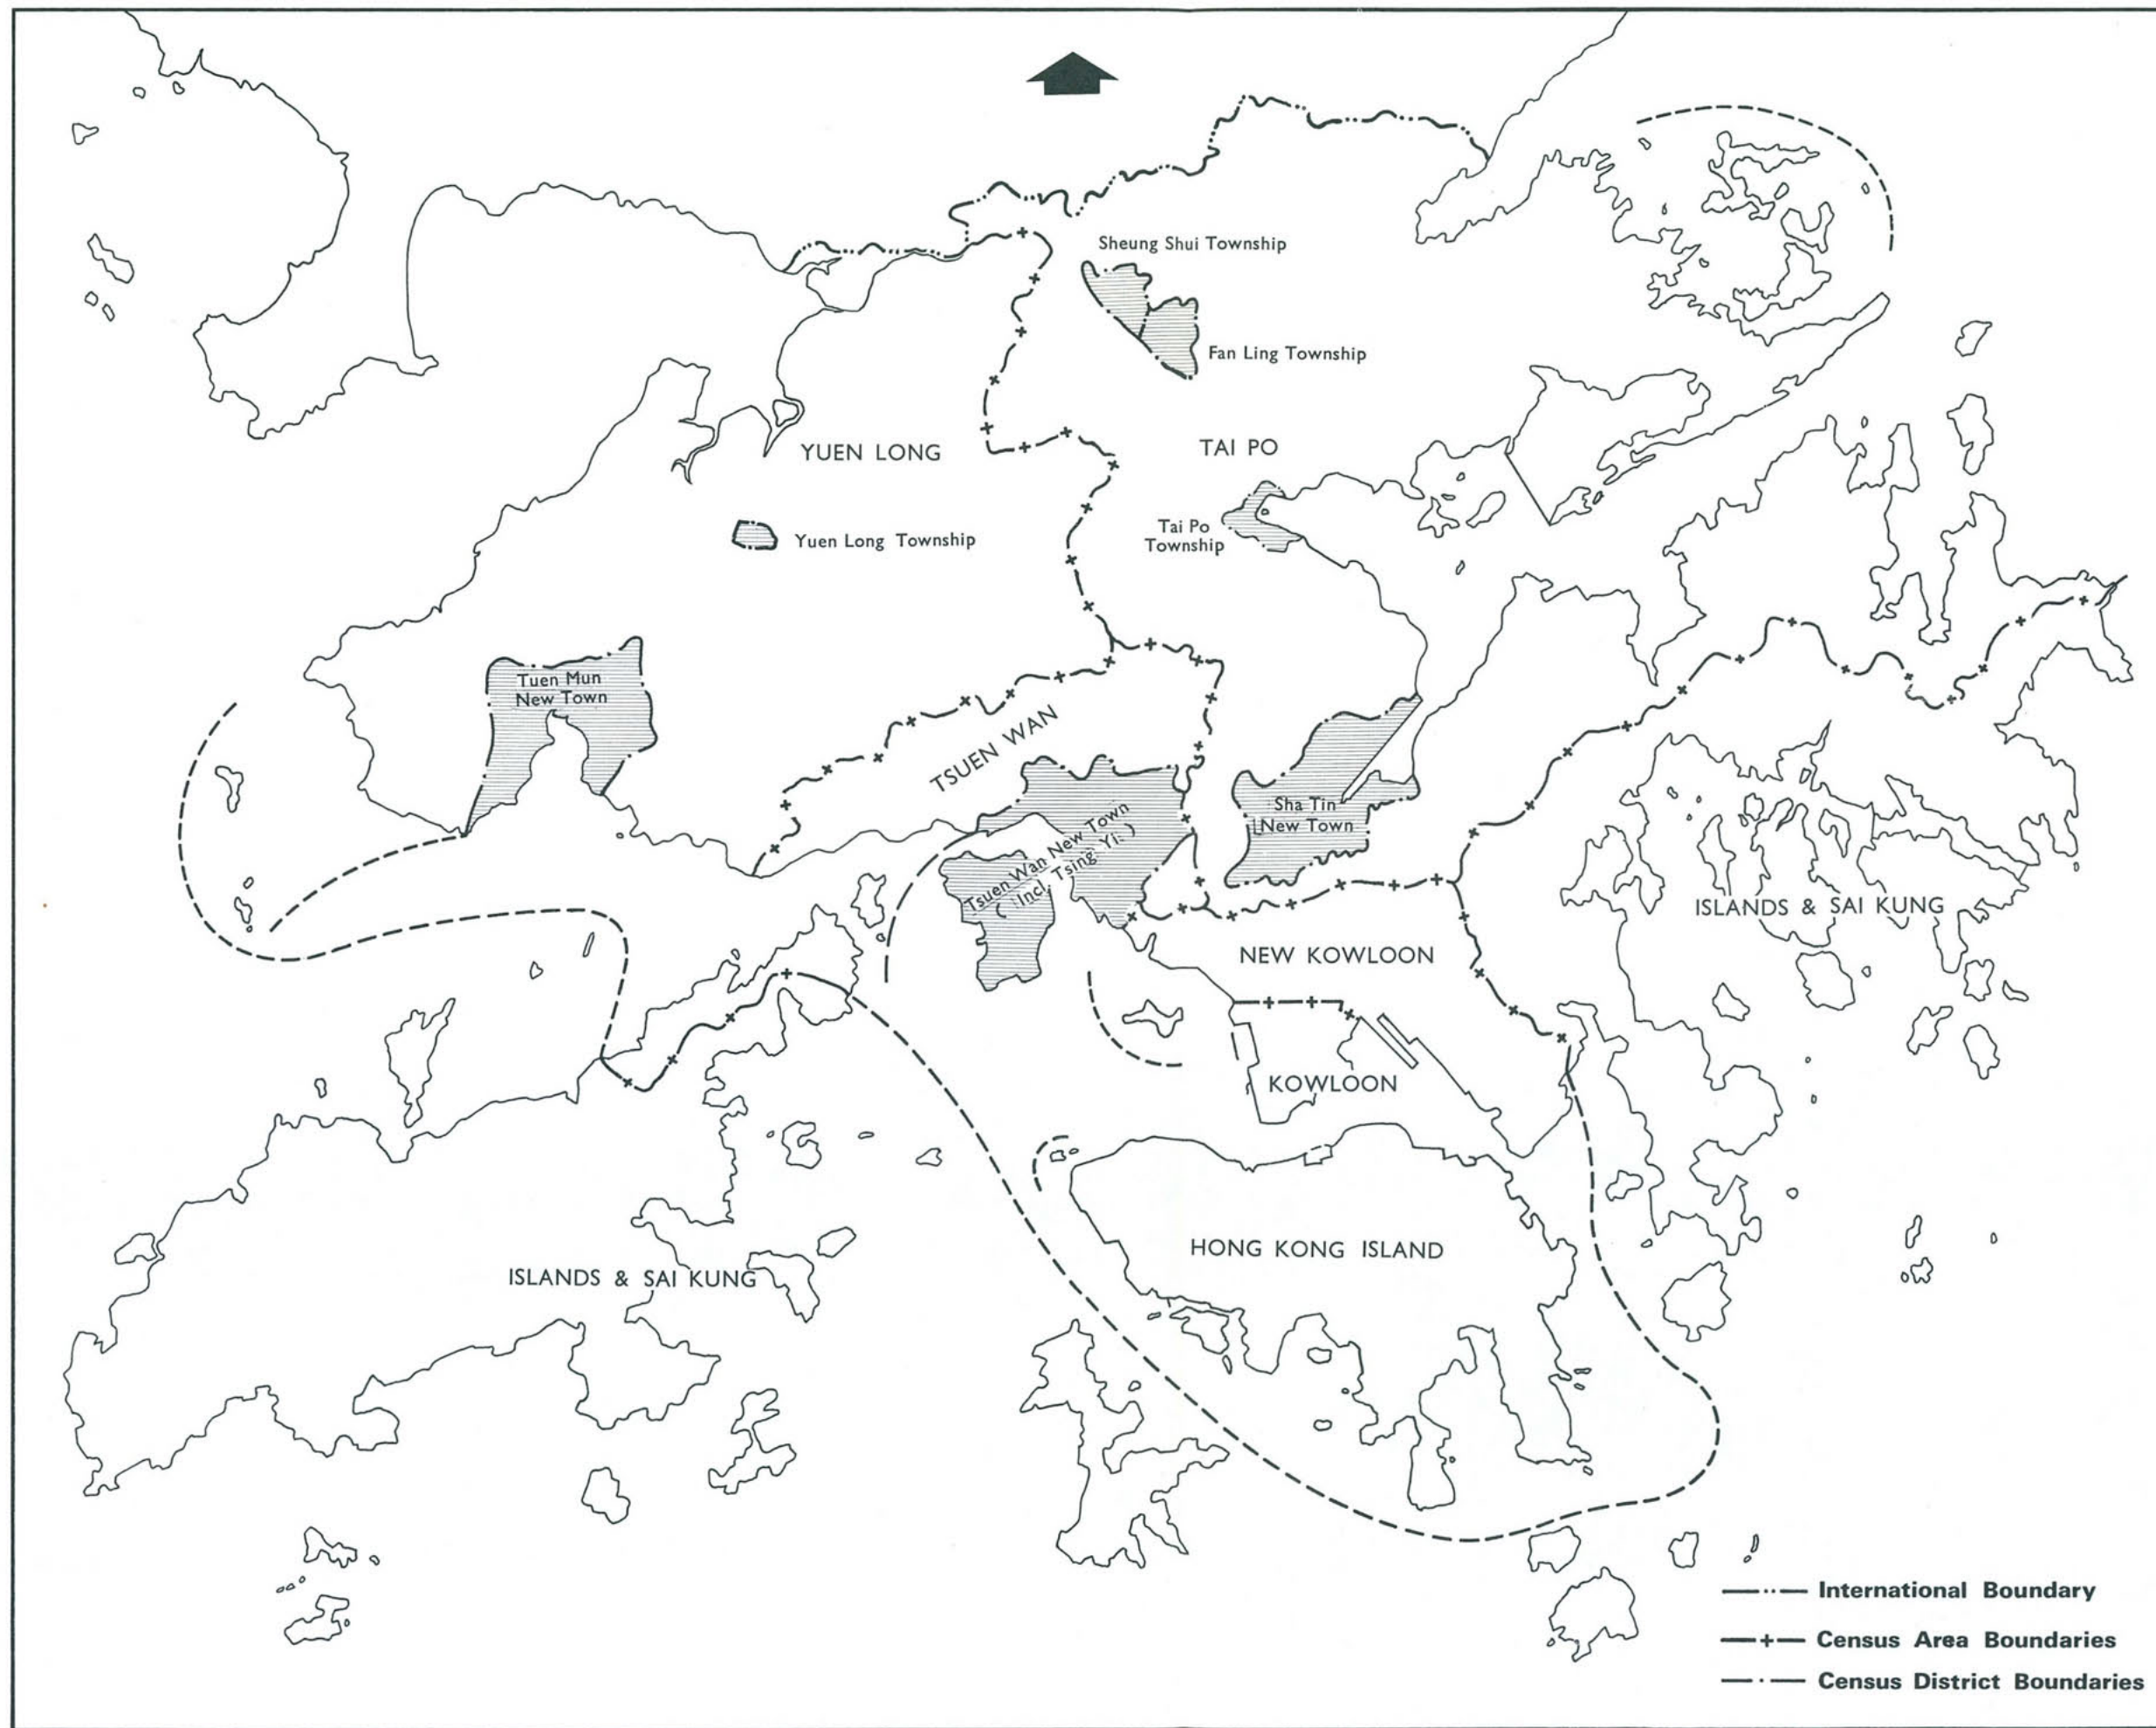 Sheung Shui Township
Fan Ling Township
YUEN LONG
TAI PO
Yuen Long Township
Tai Po
Township
Tuen Mun
New Town
TSUEN WAN
Tsuen Wan New Town
( Incl. Tsing Yi. )
Sha Tin
New Town
ISLANDS & SAI KUNG
NEW KOWLOON
KOWLOON
HONG KONG ISLAND
ISLANDS & SAI KUNG
International Boundary
Census Area Boundaries
Census District Boundaries